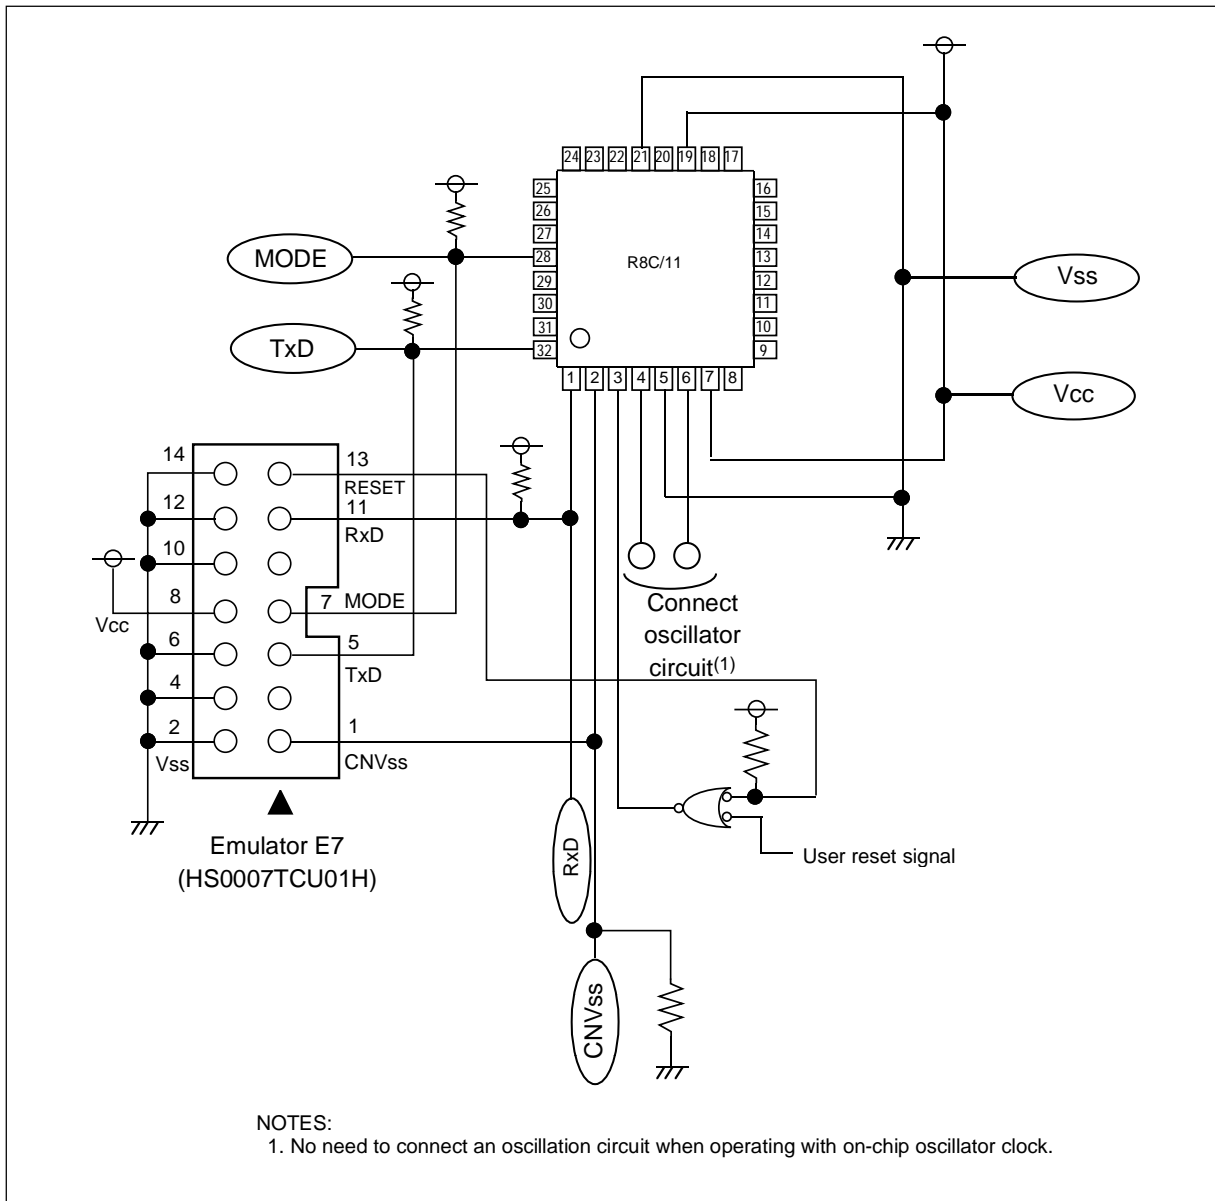 24 23 22 21 20 19 18 17
25
26
27
28
29
30
31
32
16
15
14
13
12
11
10
9
R8C/11
1 2 3 4 5 6 7 8
MODE
TxD
Vss
Vcc
14
12
10
8
Vcc
6
4
2
Vss
13
RESET
11
RxD
7 MODE
5
TxD
1
CNVss
Connect
oscillator
circuit(1)
Emulator E7
(HS0007TCU01H)
User reset signal
RxD
CNVss
NOTES:
1. No need to connect an oscillation circuit when operating with on-chip oscillator clock.